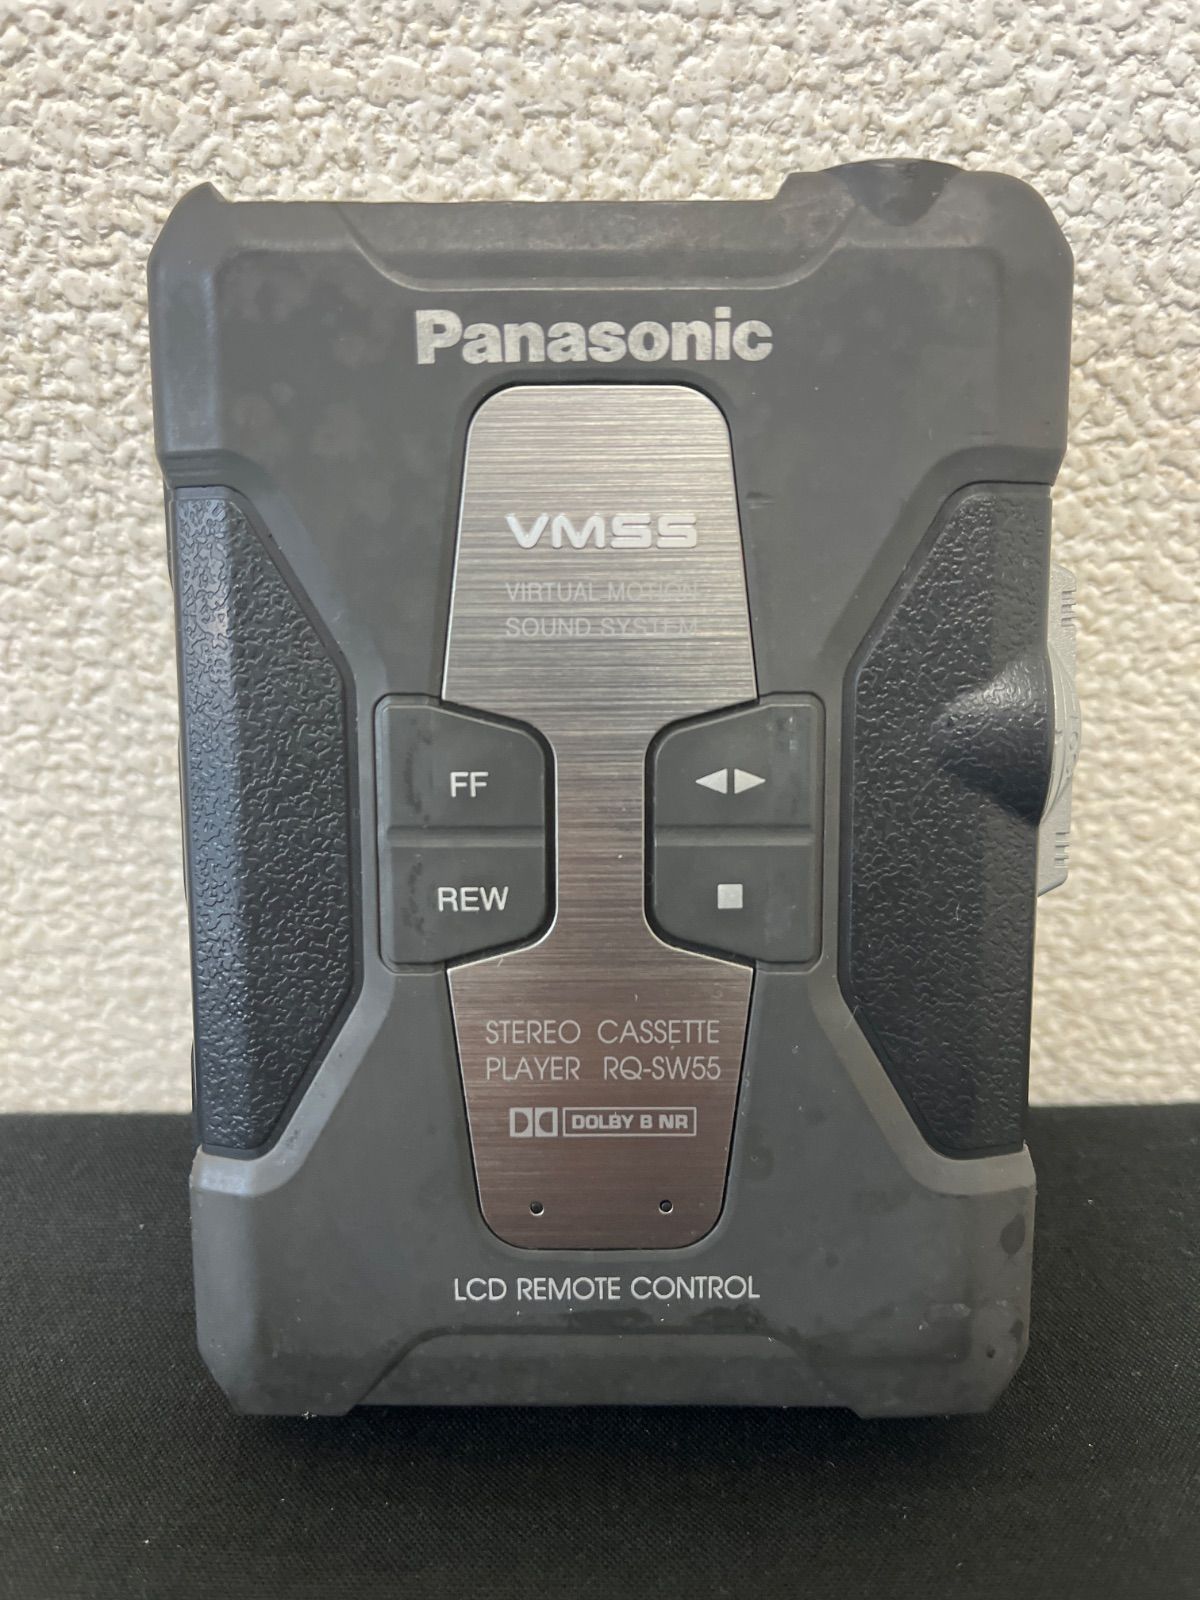 Panasonic
VMSS
VIRTUAL MOTION
SOUND SYSTEM
FF
REW
STEREO CASSETTE
PLAYER RQ-SW55
DOLBY B NR
LCD REMOTE CONTROL